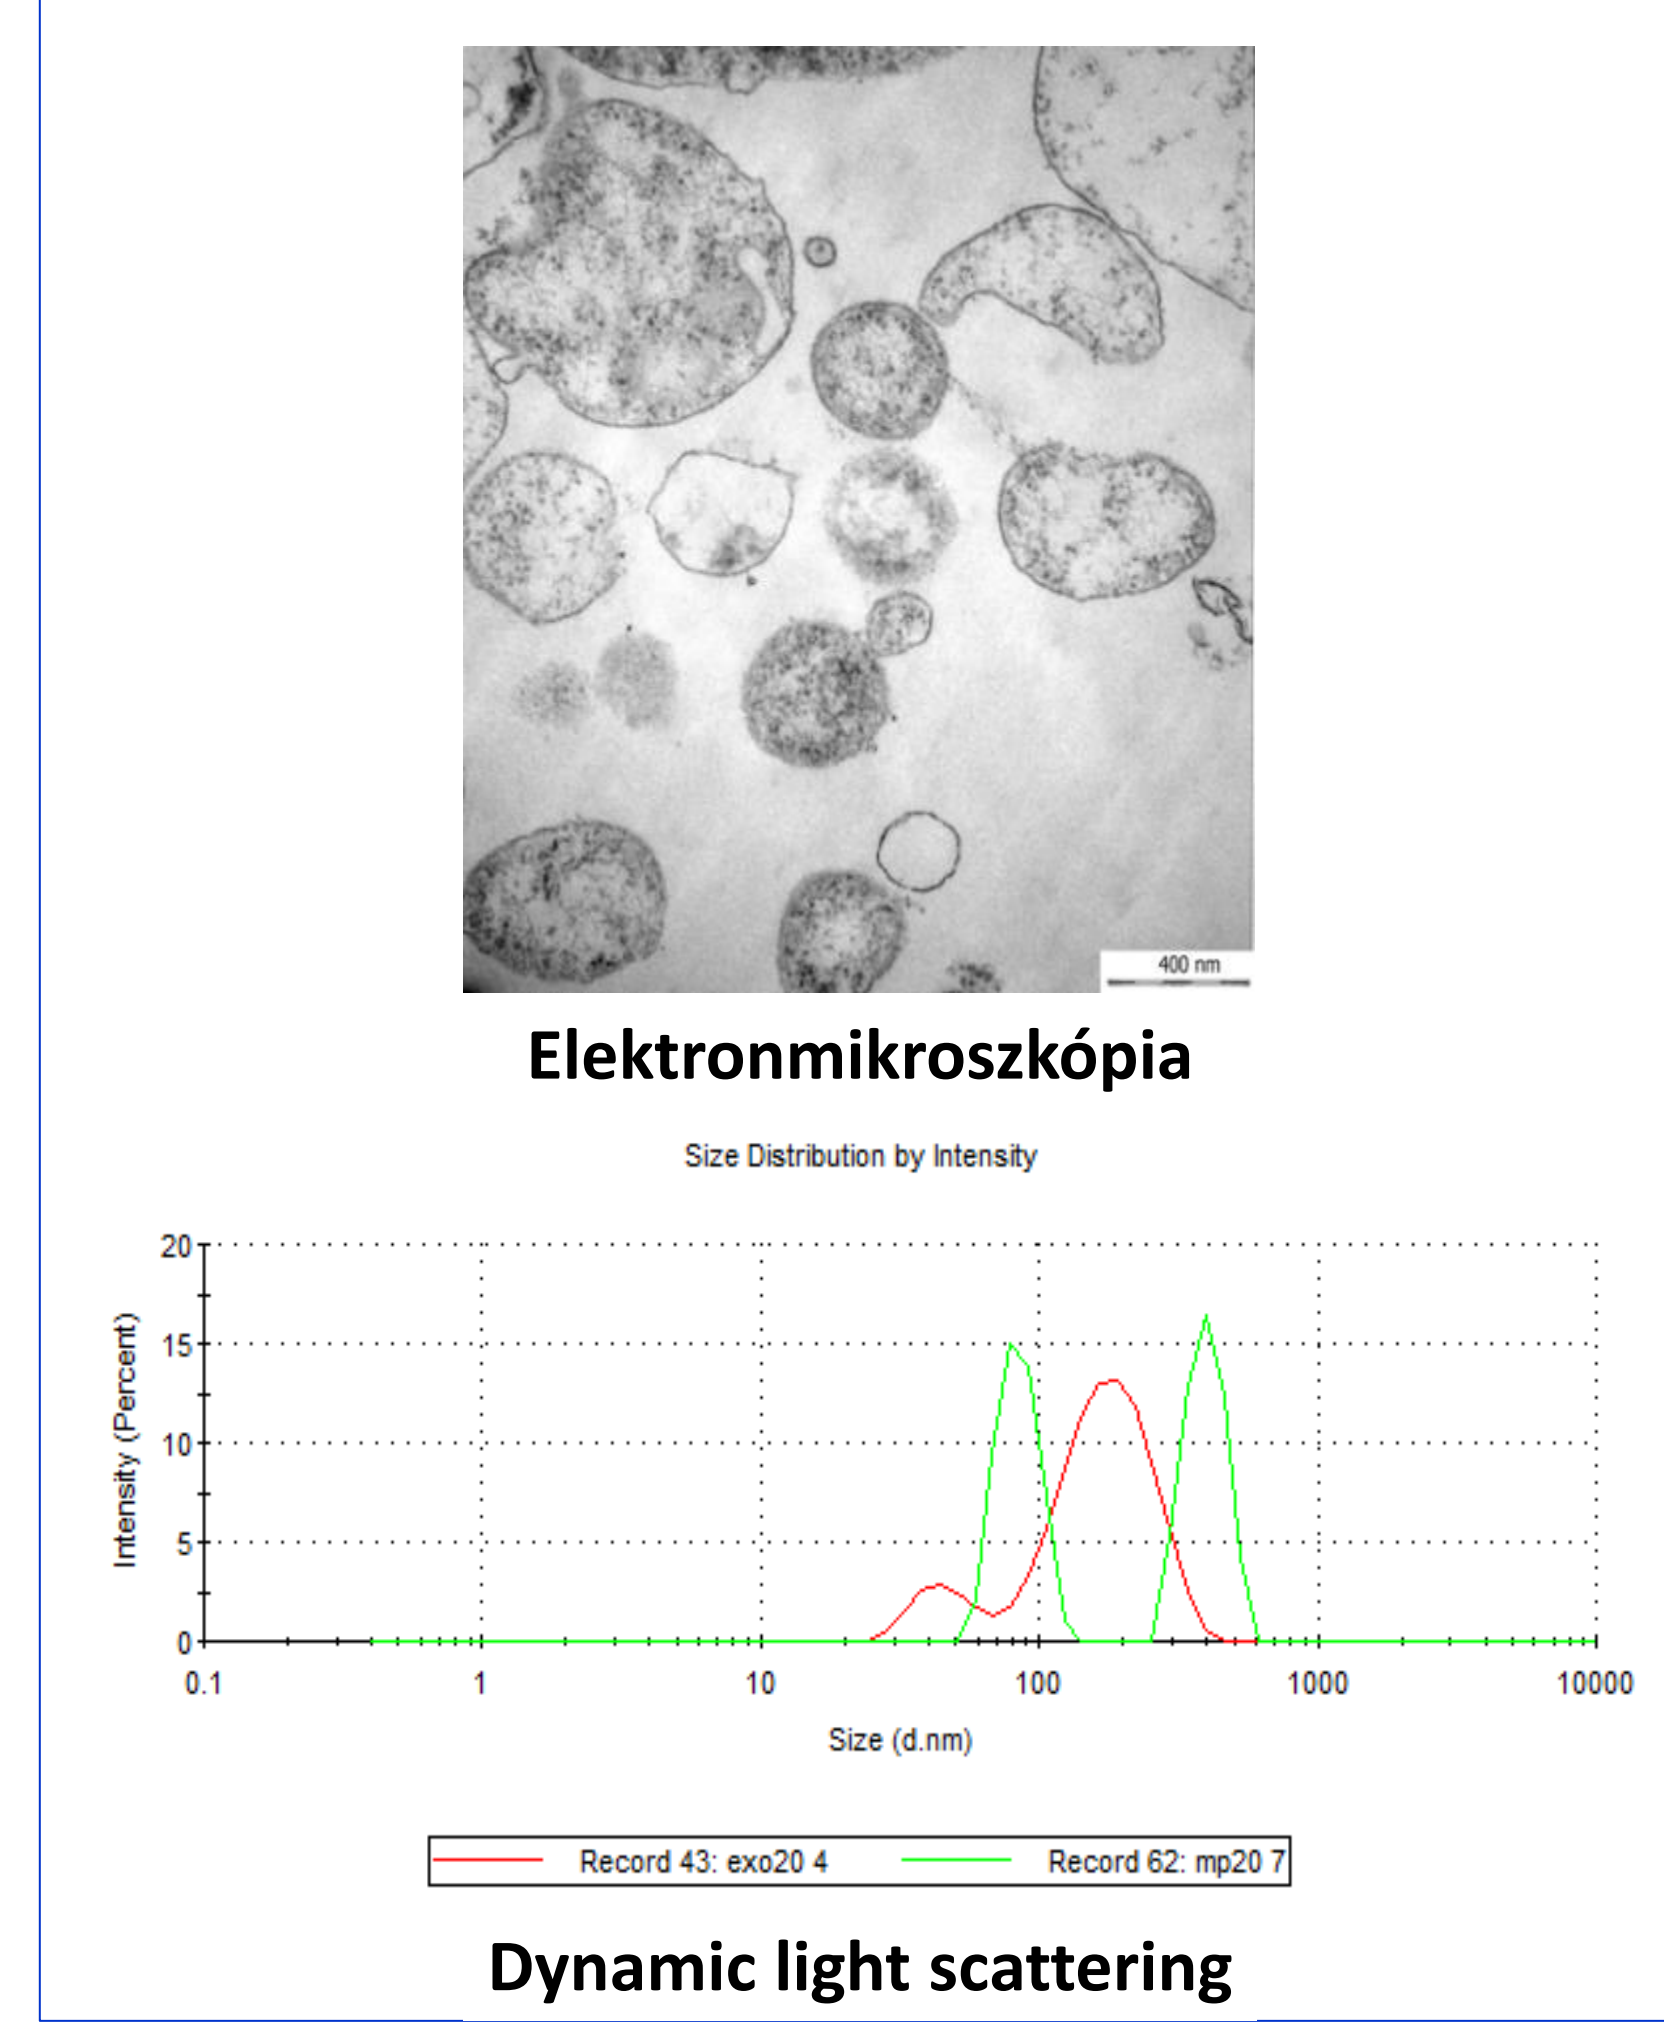 400 nm
Elektronmikroszkópia
Size Distribution by Intensity
20
15
10
5
0
Intensity (Percent)
0.1 1 10 100 1000 10000
Size (d.nm)
Record 43: exo20 4 Record 62: mp20 7
Dynamic light scattering